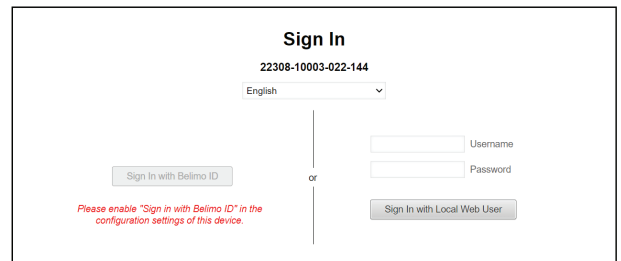 Sign In
22308-10003-022-144
English
Sign In with Belimo ID
Please enable "Sign in with Belimo ID" in the
configuration settings of this device.
or
Username
Password
Sign In with Local Web User